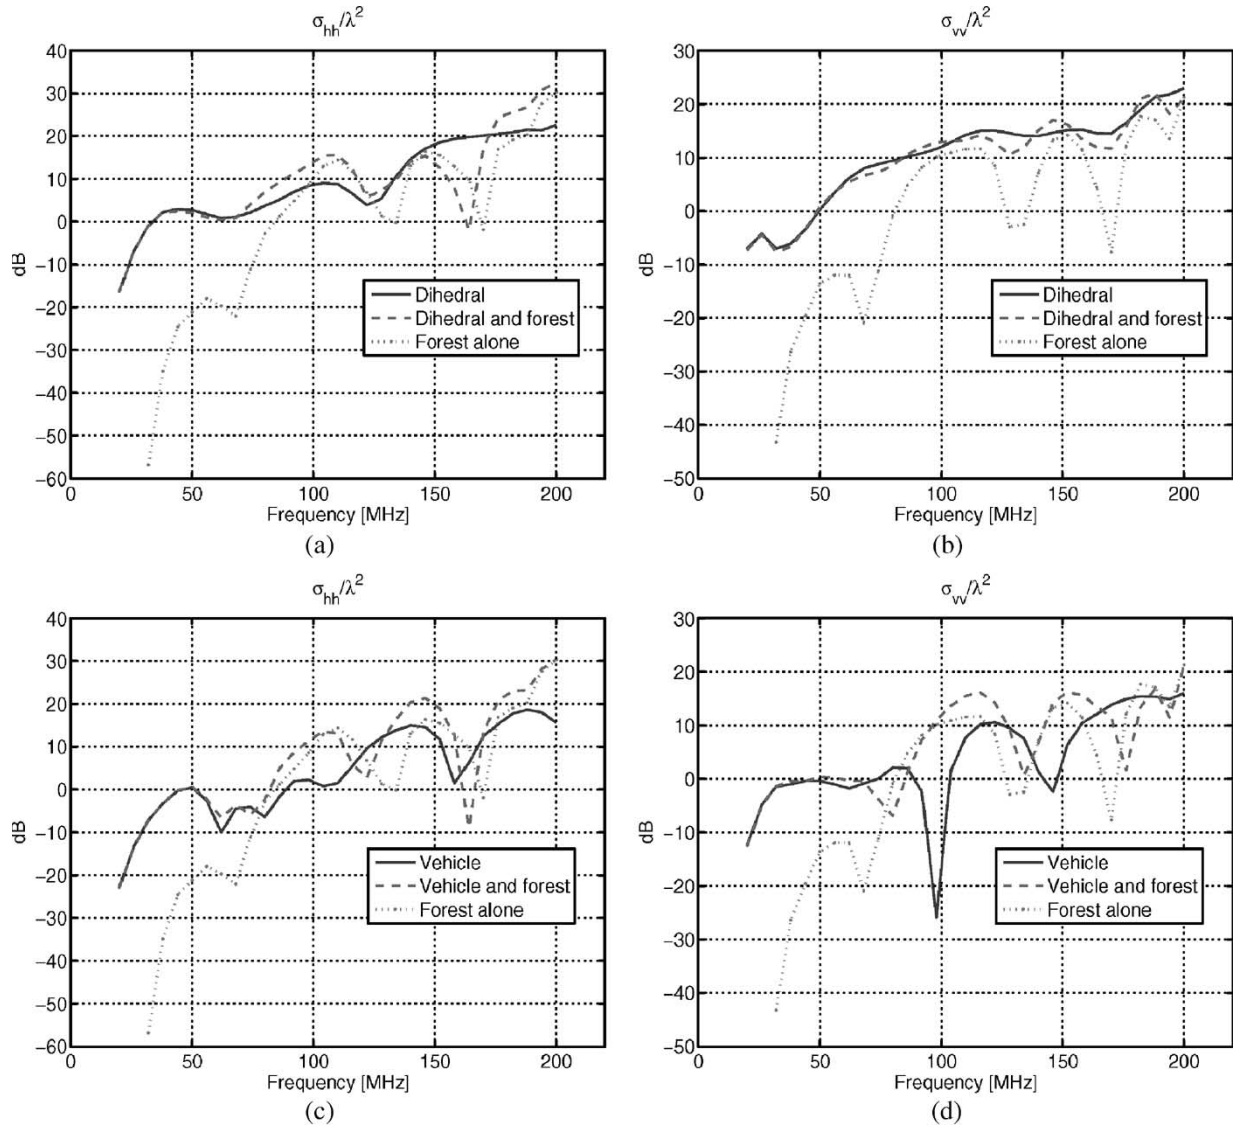 σhh/λ²
40
30
20
10
0
−10
−20
−30
−40
−50
−60
dB
Dihedral
Dihedral and forest
Forest alone
0 50 100 150 200
Frequency [MHz]
(a)
σvv/λ²
30
20
10
0
−10
−20
−30
−40
−50
dB
Dihedral
Dihedral and forest
Forest alone
0 50 100 150 200
Frequency [MHz]
(b)
σhh/λ²
40
30
20
10
0
−10
−20
−30
−40
−50
−60
dB
Vehicle
Vehicle and forest
Forest alone
0 50 100 150 200
Frequency [MHz]
(c)
σvv/λ²
30
20
10
0
−10
−20
−30
−40
−50
dB
Vehicle
Vehicle and forest
Forest alone
0 50 100 150 200
Frequency [MHz]
(d)